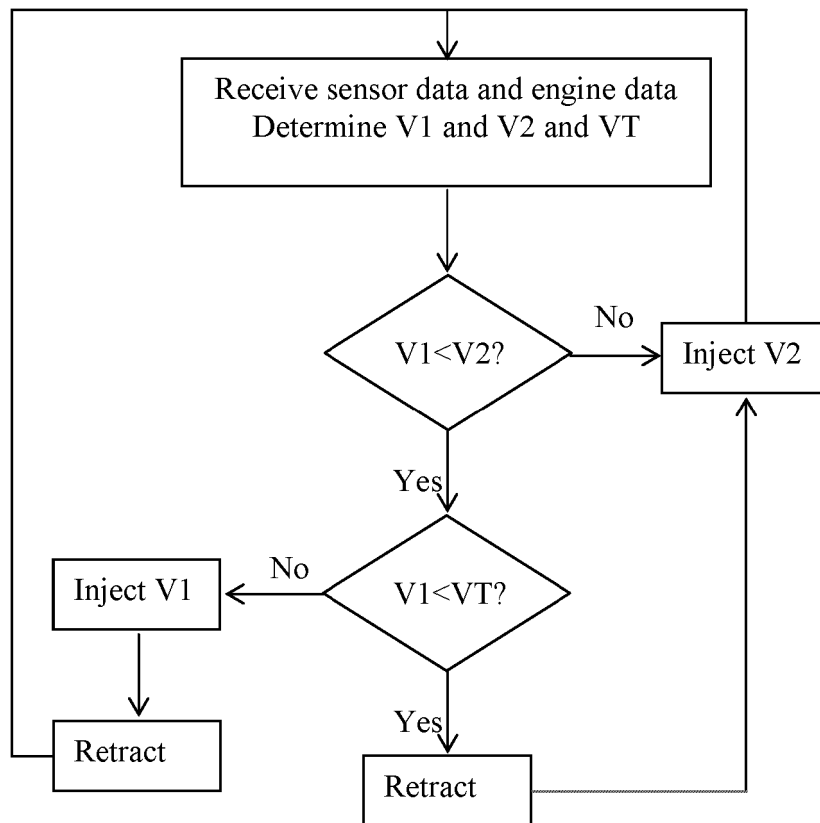 Receive sensor data and engine data
Determine V1 and V2 and VT
V1<V2?
No
Inject V2
Yes
V1<VT?
No
Inject V1
Yes
Retract
Retract